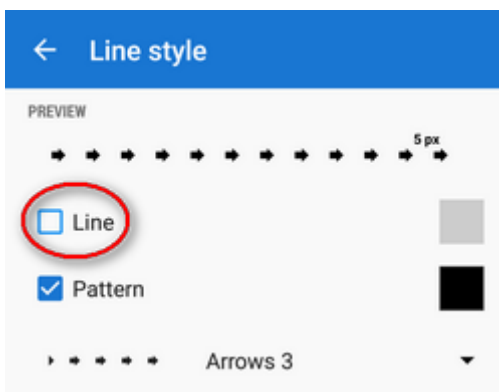 Line style
PREVIEW
5 px
Line
Pattern
Arrows 3